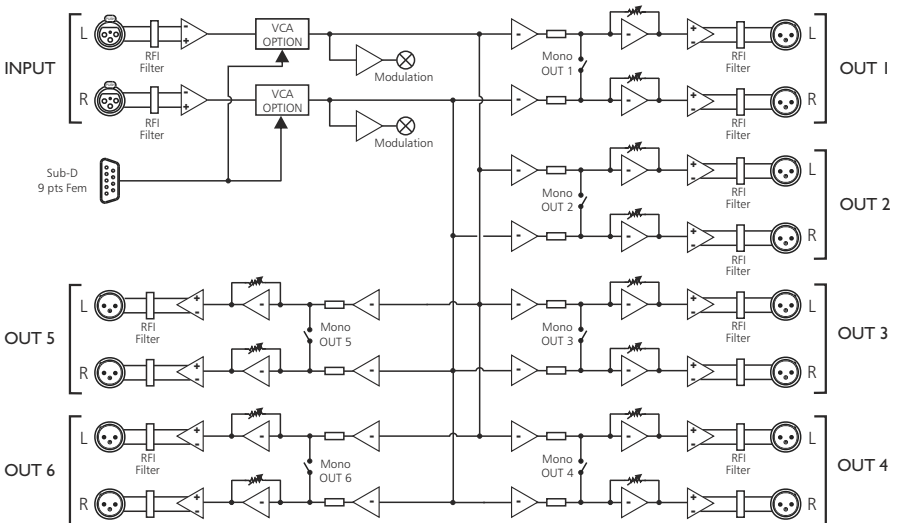 INPUT
L
RFI
Filter
- +
VCA
OPTION
Modulation
R
RFI
Filter
- +
VCA
OPTION
Modulation
Sub-D
9 pts Fem
OUT 1
- - + -
L
Mono
OUT 1
RFI
Filter
- - + -
R
OUT 2
- - + -
L
Mono
OUT 2
RFI
Filter
- - + -
R
RFI
Filter
OUT 5
L
+ - - -
RFI
Filter
Mono
OUT 5
R
+ - - -
OUT 3
- - + -
L
Mono
OUT 3
RFI
Filter
- - + -
R
OUT 6
L
+ - - -
RFI
Filter
Mono
OUT 6
R
+ - - -
OUT 4
- - + -
L
Mono
OUT 4
RFI
Filter
- - + -
R